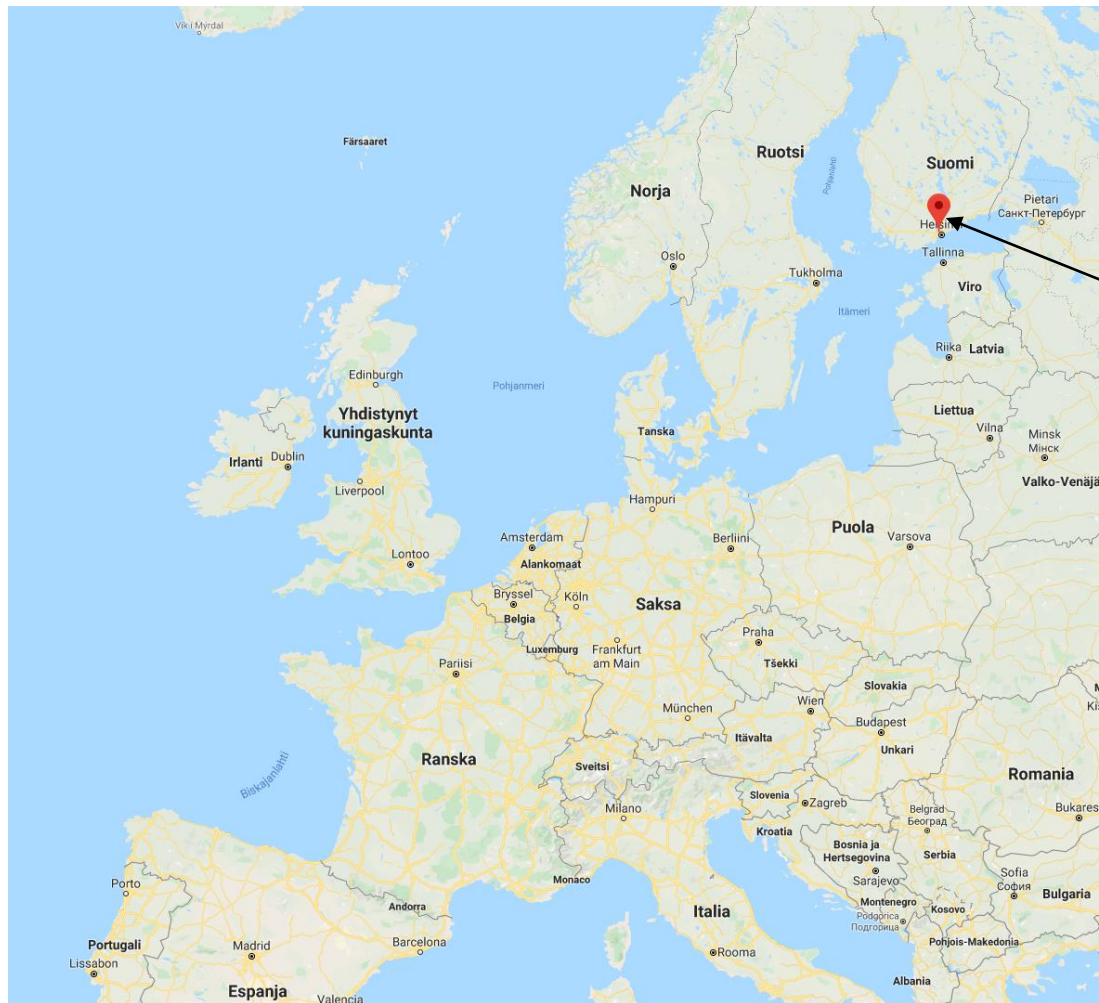 Vik i Mýrdal
Färsaaret
Ruotsi
Pohjanlahti
Suomi
Norja
Pietari
Санкт-Петербург
Oslo
Tallinna
Tukholma
Viro
Itämeri
Riika
Latvia
Edinburgh
Pohjanmeri
Yhdistynyt
kuningaskunta
Liettua
Tanska
Vilna
Minsk
Мінск
Irlanti
Dublin
Liverpool
Valko-Venäjä
Hampuri
Puola
Amsterdam
Berliini
Varsova
Lontoo
Alankomaat
Bryssel
Köln
Saksa
Belgia
Praha
Luxemburg
Frankfurt
am Main
Tšekki
Pariisi
Slovakia
München
Wien
Budapest
Itävalta
Unkari
Ranska
Sveitsi
Biskajanlahti
Romania
Slovenia
Zagreb
Milano
Belgrad
Београд
Bukares
Kroatia
Bosnia ja
Hertsegovina
Serbia
Monaco
Sarajevo
Sofia
София
Porto
Andorra
Montenegro
Bulgaria
Italia
Kosovo
Podgorica
Подгорица
Portugali
Madrid
Barcelona
Pohjois-Makedonia
Rooma
Lissabon
Albania
Espanja
Valencia